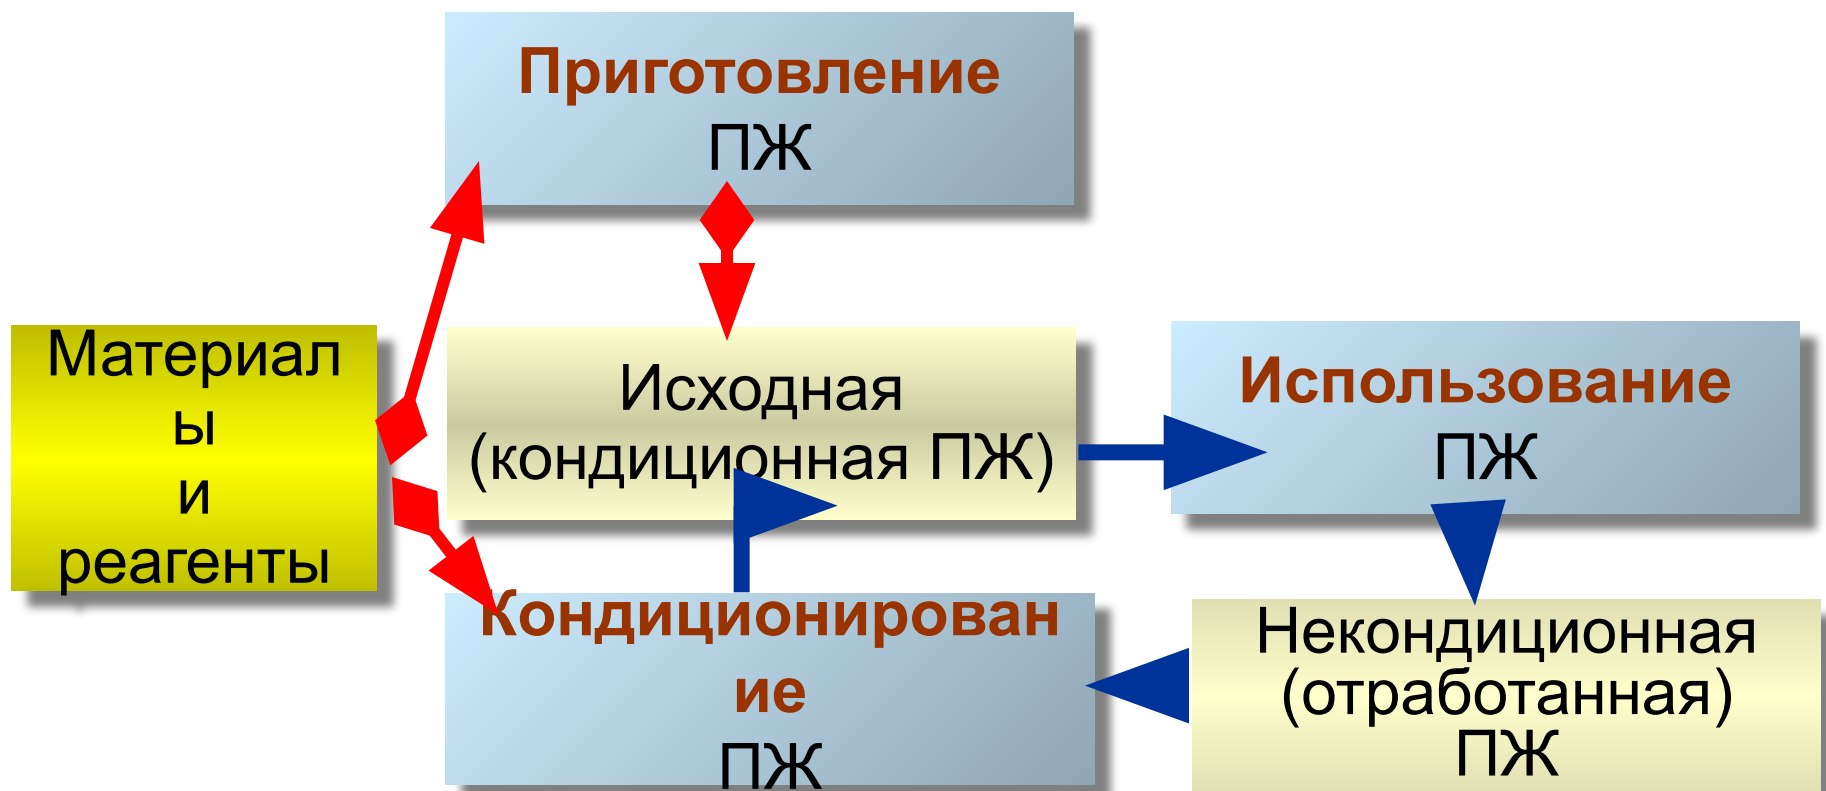 Приготовление
ПЖ
Материал
ы
и
реагенты
Исходная
(кондиционная ПЖ)
Использование
ПЖ
Кондиционирован
ие
ПЖ
Некондиционная
(отработанная)
ПЖ